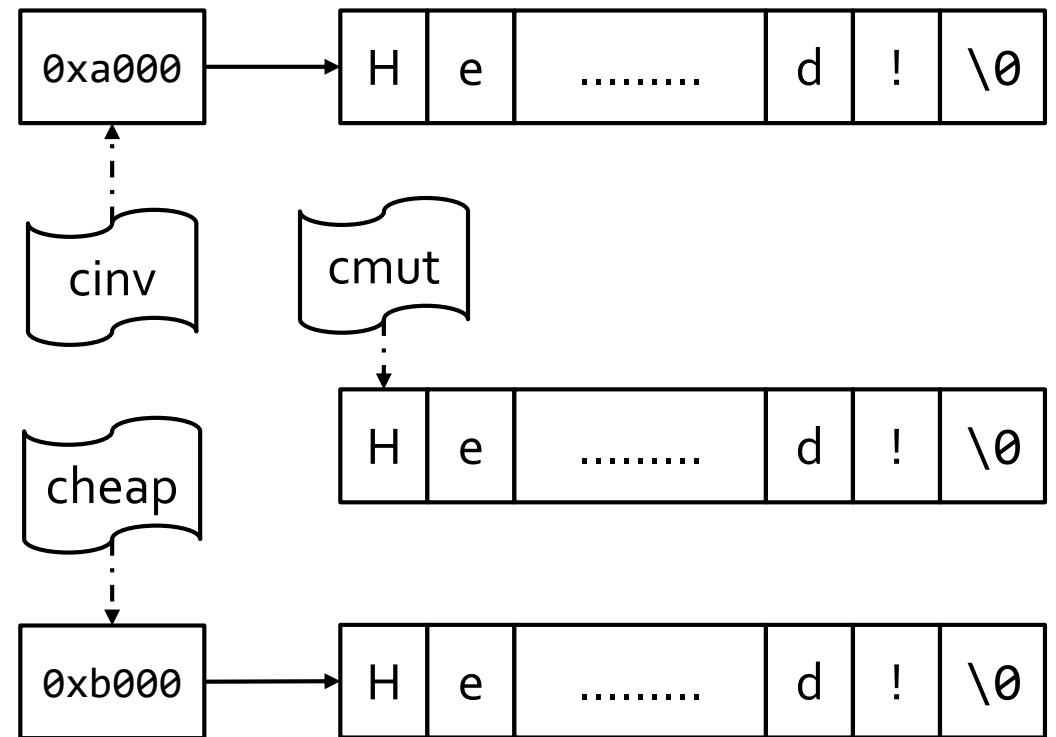 0xa000 H e ......... d ! \0
cinv cmut
H e ......... d ! \0
cheap
0xb000 H e ......... d ! \0